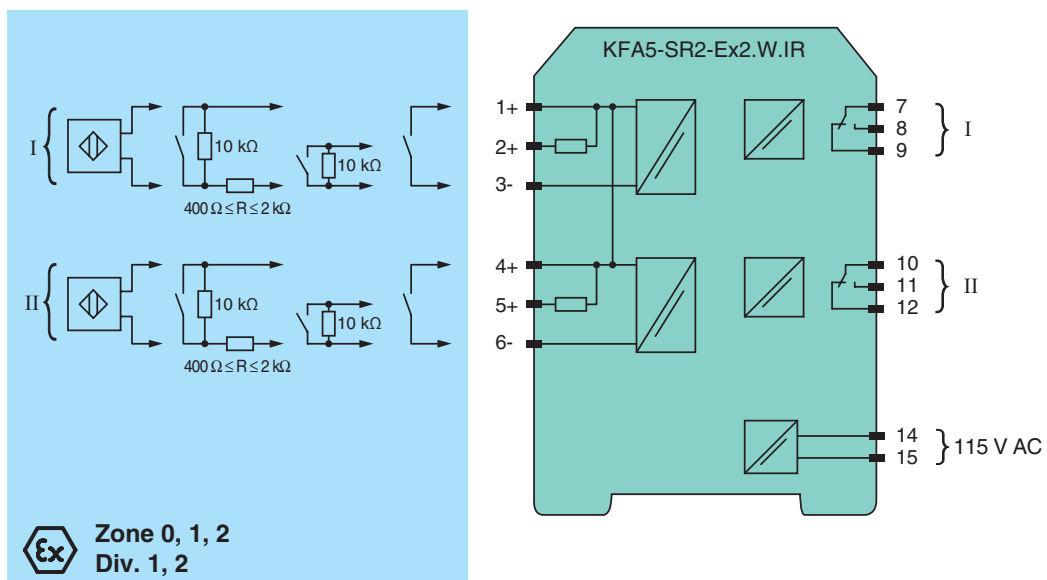 KFA5-SR2-Ex2.W.IR
I
10 kΩ
10 kΩ
400 Ω ≤ R ≤ 2 kΩ
1+
2+
3-
7
8
9
I
II
10 kΩ
10 kΩ
400 Ω ≤ R ≤ 2 kΩ
4+
5+
6-
10
11
12
II
14
15
115 V AC
Ex
Zone 0, 1, 2
Div. 1, 2